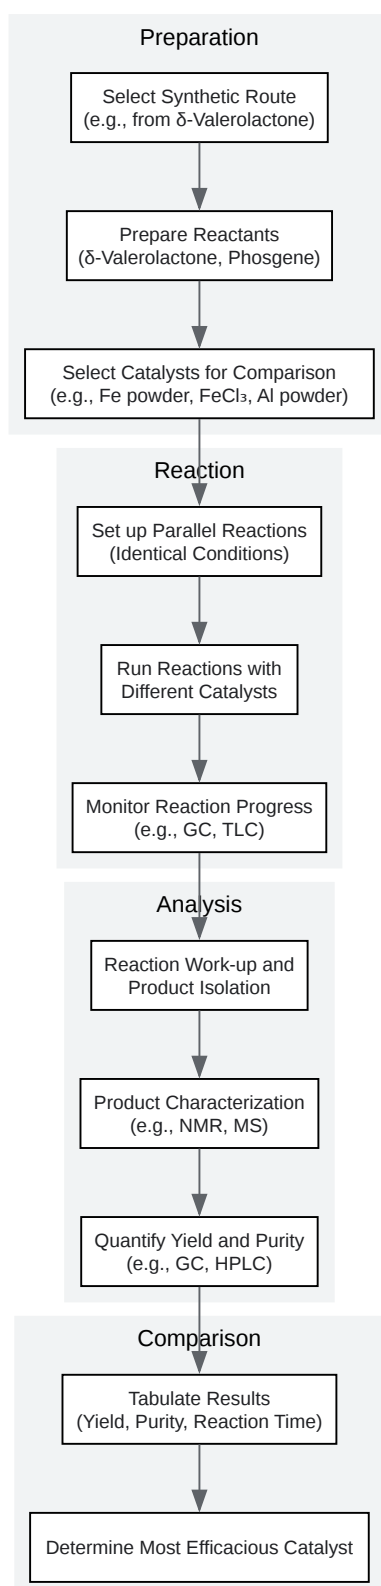 Preparation
Select Synthetic Route
(e.g., from δ-Valerolactone)
Prepare Reactants
(δ-Valerolactone, Phosgene)
Select Catalysts for Comparison
(e.g., Fe powder, FeCl₃, Al powder)
Reaction
Set up Parallel Reactions
(Identical Conditions)
Run Reactions with
Different Catalysts
Monitor Reaction Progress
(e.g., GC, TLC)
Analysis
Reaction Work-up and
Product Isolation
Product Characterization
(e.g., NMR, MS)
Quantify Yield and Purity
(e.g., GC, HPLC)
Comparison
Tabulate Results
(Yield, Purity, Reaction Time)
Determine Most Efficacious Catalyst